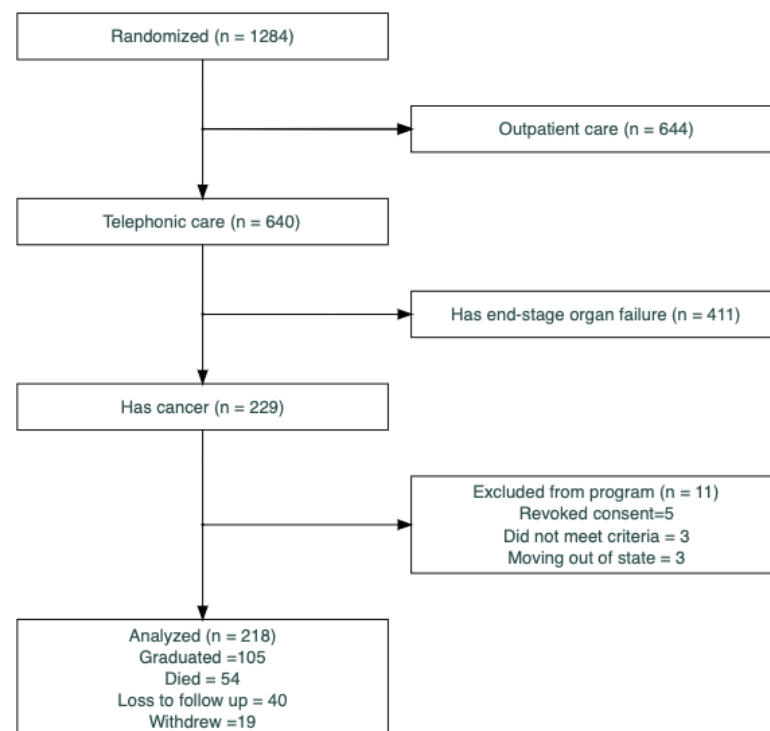 Randomized (n = 1284)
Outpatient care (n = 644)
Telephonic care (n = 640)
Has end-stage organ failure (n = 411)
Has cancer (n = 229)
Excluded from program (n = 11)
Revoked consent=5
Did not meet criteria = 3
Moving out of state = 3
Analyzed (n = 218)
Graduated =105
Died = 54
Loss to follow up = 40
Withdrew =19